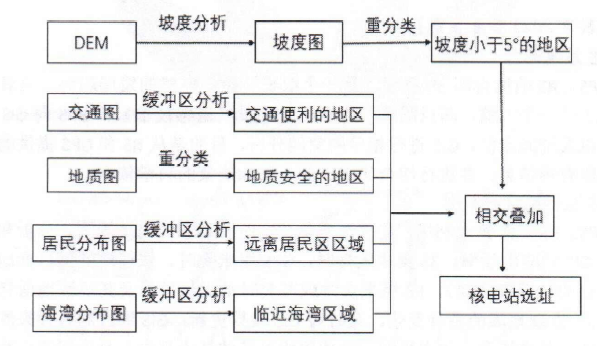 DEM
坡度分析
坡度图
重分类
坡度小于5°的地区
交通图
缓冲区分析
交通便利的地区
地质图
重分类
地质安全的地区
居民分布图
缓冲区分析
远离居民区区域
相交叠加
海湾分布图
缓冲区分析
临近海湾区域
核电站选址